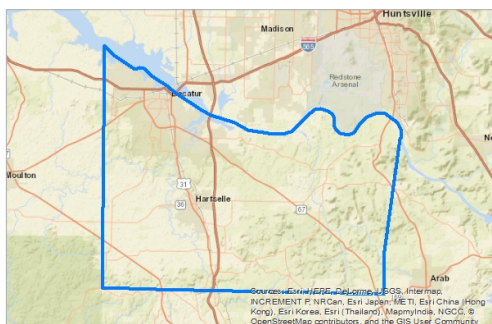 Huntsville
Madison
565
Redstone
Arsenal
Decatur
Moulton
31
Hartselle
36
67
Arab
Sources: Esri, HERE, DeLorme, USGS, Intermap,
INCREMENT P, NRCan, Esri Japan, METI, Esri China (Hong
Kong), Esri Korea, Esri (Thailand), MapmyIndia, NGCC, ©
OpenStreetMap contributors, and the GIS User Community